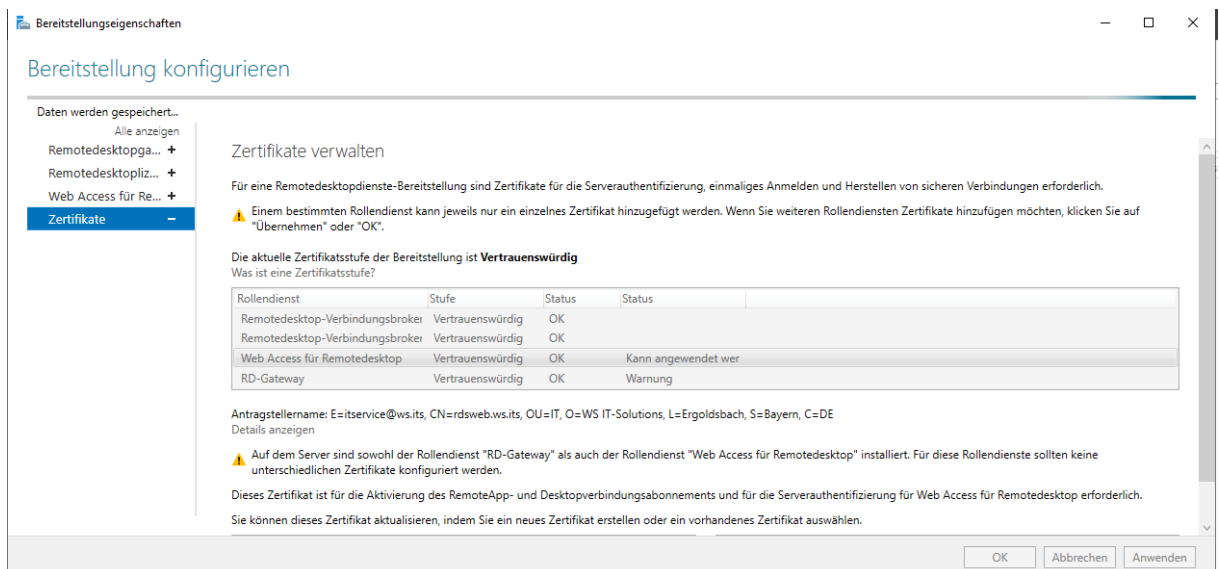 Bereitstellungseigenschaften
Bereitstellung konfigurieren
Daten werden gespeichert...
Alle anzeigen
Remotedesktopga... +
Remotedesktopliz... +
Web Access für Re... +
Zertifikate –
Zertifikate verwalten
Für eine Remotedesktopdienste-Bereitstellung sind Zertifikate für die Serverauthentifizierung, einmaliges Anmelden und Herstellen von sicheren Verbindungen erforderlich.
Einem bestimmten Rollendienst kann jeweils nur ein einzelnes Zertifikat hinzugefügt werden. Wenn Sie weiteren Rollendiensten Zertifikate hinzufügen möchten, klicken Sie auf
"Übernehmen" oder "OK".
Die aktuelle Zertifikatsstufe der Bereitstellung ist Vertrauenswürdig
Was ist eine Zertifikatsstufe?
Rollendienst Stufe Status Status
Remotedesktop-Verbindungsbroker Vertrauenswürdig OK
Remotedesktop-Verbindungsbroker Vertrauenswürdig OK
Web Access für Remotedesktop Vertrauenswürdig OK Kann angewendet wer
RD-Gateway Vertrauenswürdig OK Warnung
Antragstellername: E=itservice@ws.its, CN=rdsweb.ws.its, OU=IT, O=WS IT-Solutions, L=Ergoldsbach, S=Bayern, C=DE
Details anzeigen
Auf dem Server sind sowohl der Rollendienst "RD-Gateway" als auch der Rollendienst "Web Access für Remotedesktop" installiert. Für diese Rollendienste sollten keine
unterschiedlichen Zertifikate konfiguriert werden.
Dieses Zertifikat ist für die Aktivierung des RemoteApp- und Desktopverbindungsabonnements und für die Serverauthentifizierung für Web Access für Remotedesktop erforderlich.
Sie können dieses Zertifikat aktualisieren, indem Sie ein neues Zertifikat erstellen oder ein vorhandenes Zertifikat auswählen.
OK Abbrechen Anwenden